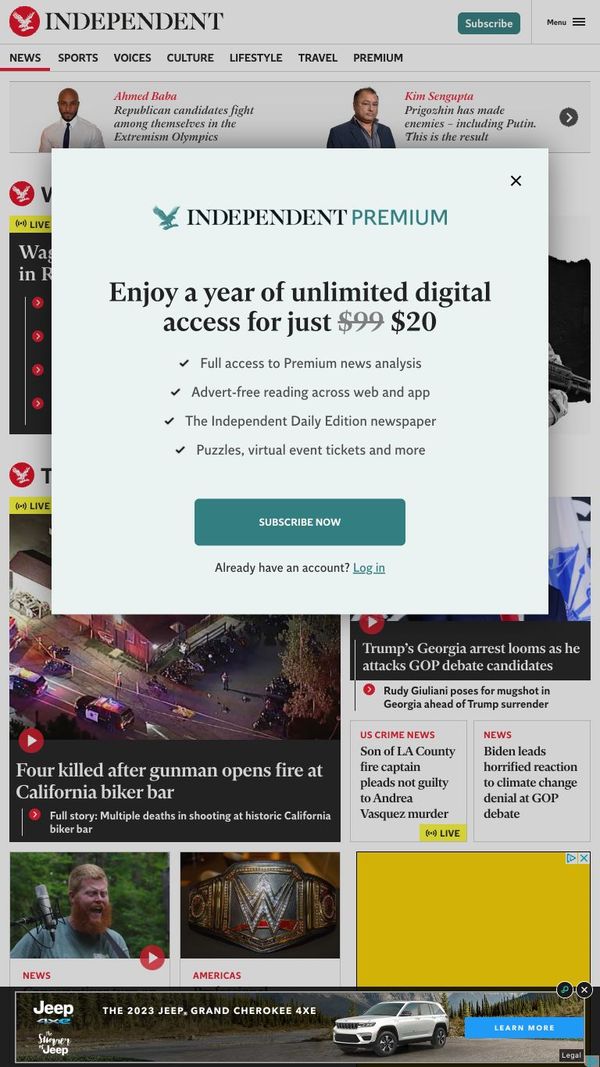 INDEPENDENT
Subscribe
Menu
NEWS SPORTS VOICES CULTURE LIFESTYLE TRAVEL PREMIUM
Ahmed Baba
Republican candidates fight
among themselves in the
Extremism Olympics
Kim Sengupta
Prigozhin has made
enemies – including Putin.
This is the result
INDEPENDENT PREMIUM
Enjoy a year of unlimited digital
access for just $99 $20
Full access to Premium news analysis
Advert-free reading across web and app
The Independent Daily Edition newspaper
Puzzles, virtual event tickets and more
SUBSCRIBE NOW
Already have an account? Log in
LIVE
in R
LIVE
Four killed after gunman opens fire at
California biker bar
Full story: Multiple deaths in shooting at historic California
biker bar
Trump's Georgia arrest looms as he
attacks GOP debate candidates
Rudy Giuliani poses for mugshot in
Georgia ahead of Trump surrender
US CRIME NEWS
Son of LA County
fire captain
pleads not guilty
to Andrea
Vasquez murder
LIVE
NEWS
Biden leads
horrified reaction
to climate change
denial at GOP
debate
NEWS
AMERICAS
Jeep
4xe
The Summer
of Jeep
THE 2023 JEEP® GRAND CHEROKEE 4XE
LEARN MORE
Legal